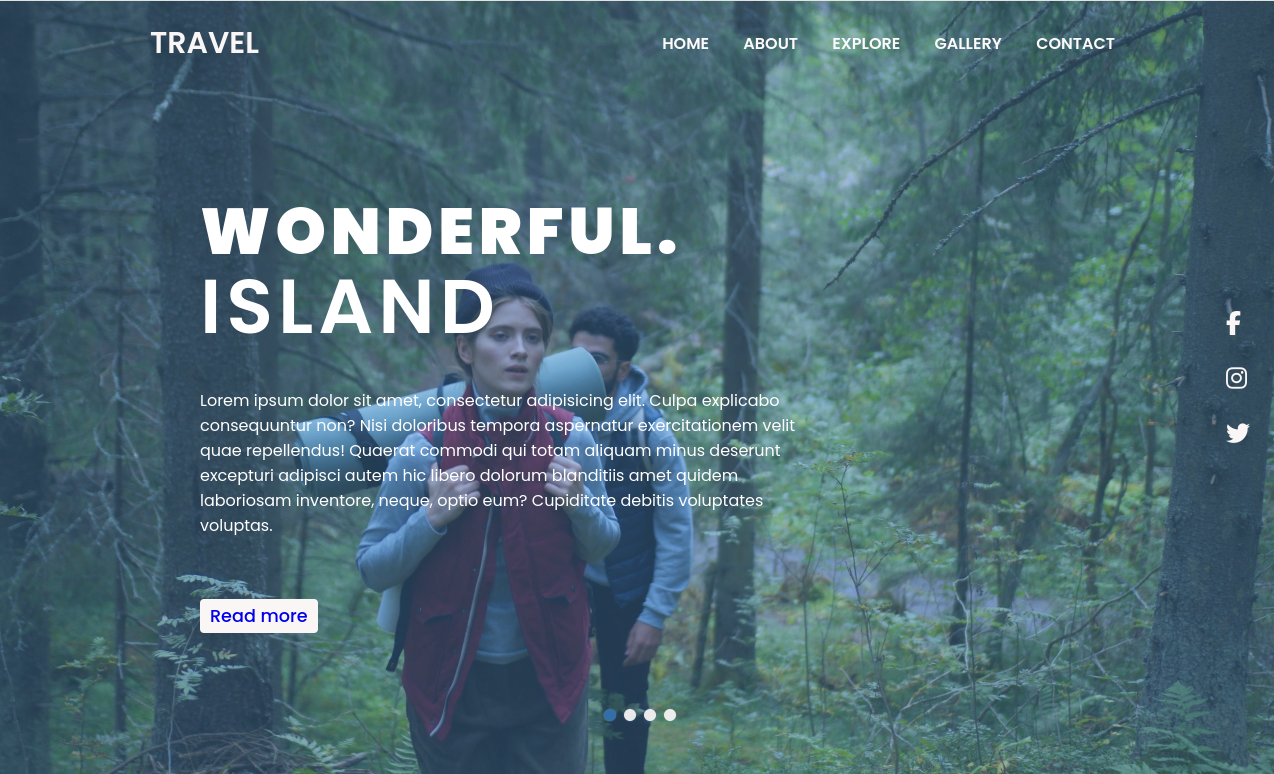 TRAVEL
HOME ABOUT EXPLORE GALLERY CONTACT
WONDERFUL.
ISLAND
Lorem ipsum dolor sit amet, consectetur adipisicing elit. Culpa explicabo
consequuntur non? Nisi doloribus tempora aspernatur exercitationem velit
quae repellendus! Quaerat commodi qui totam aliquam minus deserunt
excepturi adipisci autem hic libero dolorum blanditiis amet quidem
laboriosam inventore, neque, optio eum? Cupiditate debitis voluptates
voluptas.
Read more